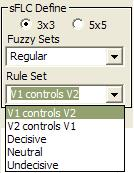 sFLC Define
3x3 5x5
Fuzzy Sets
Regular
Rule Set
V1 controls V2
V1 controls V2
V2 controls V1
Decisive
Neutral
Undecisive